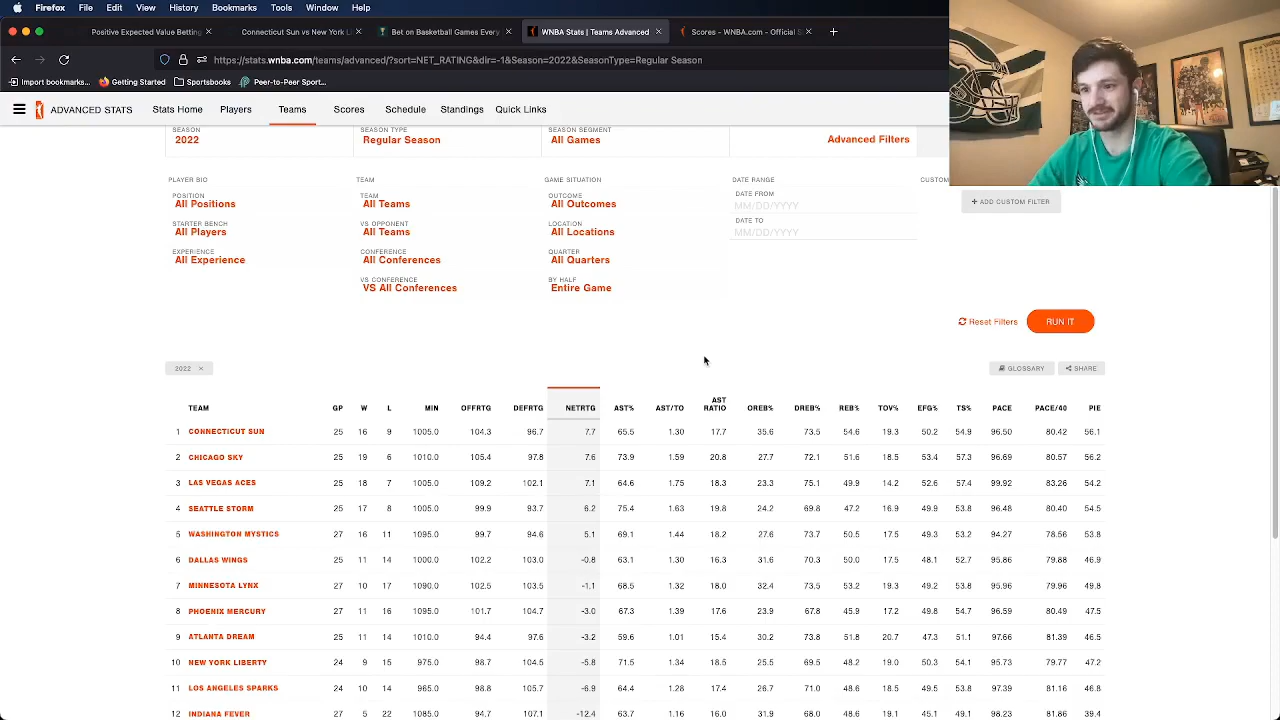 Firefox File Edit View History Bookmarks Tools Window Help
Positive Expected Value Betting Connecticut Sun vs New York Li Bet on Basketball Games Every WNBA Stats | Teams Advanced Scores - WNBA.com - Official S
https://stats.wnba.com/teams/advanced/?sort=NET_RATING&dir=-1&Season=2022&SeasonType=Regular Season
Import bookmarks... Getting Started Sportsbooks Peer-to-Peer Sports...
ADVANCED STATS Stats Home Players Teams Scores Schedule Standings Quick Links
SEASON SEASON TYPE SEASON SEGMENT
2022 Regular Season All Games Advanced Filters
PLAYER BIO TEAM GAME SITUATION DATE RANGE CUSTOM
POSITION TEAM OUTCOME DATE FROM
All Positions All Teams All Outcomes MM/DD/YYYY + ADD CUSTOM FILTER
STARTER BENCH VS OPPONENT LOCATION DATE TO
All Players All Teams All Locations MM/DD/YYYY
EXPERIENCE CONFERENCE QUARTER
All Experience All Conferences All Quarters
VS CONFERENCE BY HALF
VS All Conferences Entire Game
Reset Filters RUN IT
2022 × GLOSSARY SHARE
TEAM GP W L MIN OFFRTG DEFRTG NETRTG AST% AST/TO AST RATIO OREB% DREB% REB% TOV% EFG% TS% PACE PACE/40 PIE
1 CONNECTICUT SUN 25 16 9 1005.0 104.3 96.7 7.7 65.5 1.30 17.7 35.6 73.5 54.6 19.3 50.2 54.9 96.50 80.42 56.1
2 CHICAGO SKY 25 19 6 1010.0 105.4 97.8 7.6 73.9 1.59 20.8 27.7 72.1 51.6 18.5 53.4 57.3 96.69 80.57 56.2
3 LAS VEGAS ACES 25 18 7 1005.0 109.2 102.1 7.1 64.6 1.75 18.3 23.3 75.1 49.9 14.2 52.6 57.4 99.92 83.26 54.2
4 SEATTLE STORM 25 17 8 1005.0 99.9 93.7 6.2 75.4 1.63 19.8 24.2 69.8 47.2 16.9 49.9 53.8 96.48 80.40 54.5
5 WASHINGTON MYSTICS 27 16 11 1095.0 99.7 94.6 5.1 69.1 1.44 18.2 27.6 73.7 50.5 17.5 49.3 53.2 94.27 78.56 53.8
6 DALLAS WINGS 25 11 14 1000.0 102.2 103.0 -0.8 63.1 1.30 16.3 31.6 70.3 50.0 17.5 48.1 52.7 95.86 79.88 46.9
7 MINNESOTA LYNX 27 10 17 1090.0 102.5 103.5 -1.1 68.5 1.32 18.0 32.4 73.5 53.2 19.3 49.2 53.8 95.96 79.96 49.8
8 PHOENIX MERCURY 27 11 16 1095.0 101.7 104.7 -3.0 67.3 1.39 17.6 23.9 67.8 45.9 17.2 49.8 54.7 96.59 80.49 47.5
9 ATLANTA DREAM 25 11 14 1010.0 94.4 97.6 -3.2 59.6 1.01 15.4 30.2 73.8 51.8 20.7 47.3 51.1 97.66 81.39 46.5
10 NEW YORK LIBERTY 24 9 15 975.0 98.7 104.5 -5.8 71.5 1.34 18.5 25.5 69.5 48.2 19.0 50.3 54.1 95.73 79.77 47.2
11 LOS ANGELES SPARKS 24 10 14 965.0 98.8 105.7 -6.9 64.4 1.28 17.4 26.7 71.0 48.6 18.5 49.5 53.8 97.39 81.16 46.8
12 INDIANA FEVER 27 5 22 1085.0 94.7 107.1 -12.4 63.7 1.16 16.0 31.9 68.0 48.6 19.1 45.1 49.1 98.23 81.86 39.4